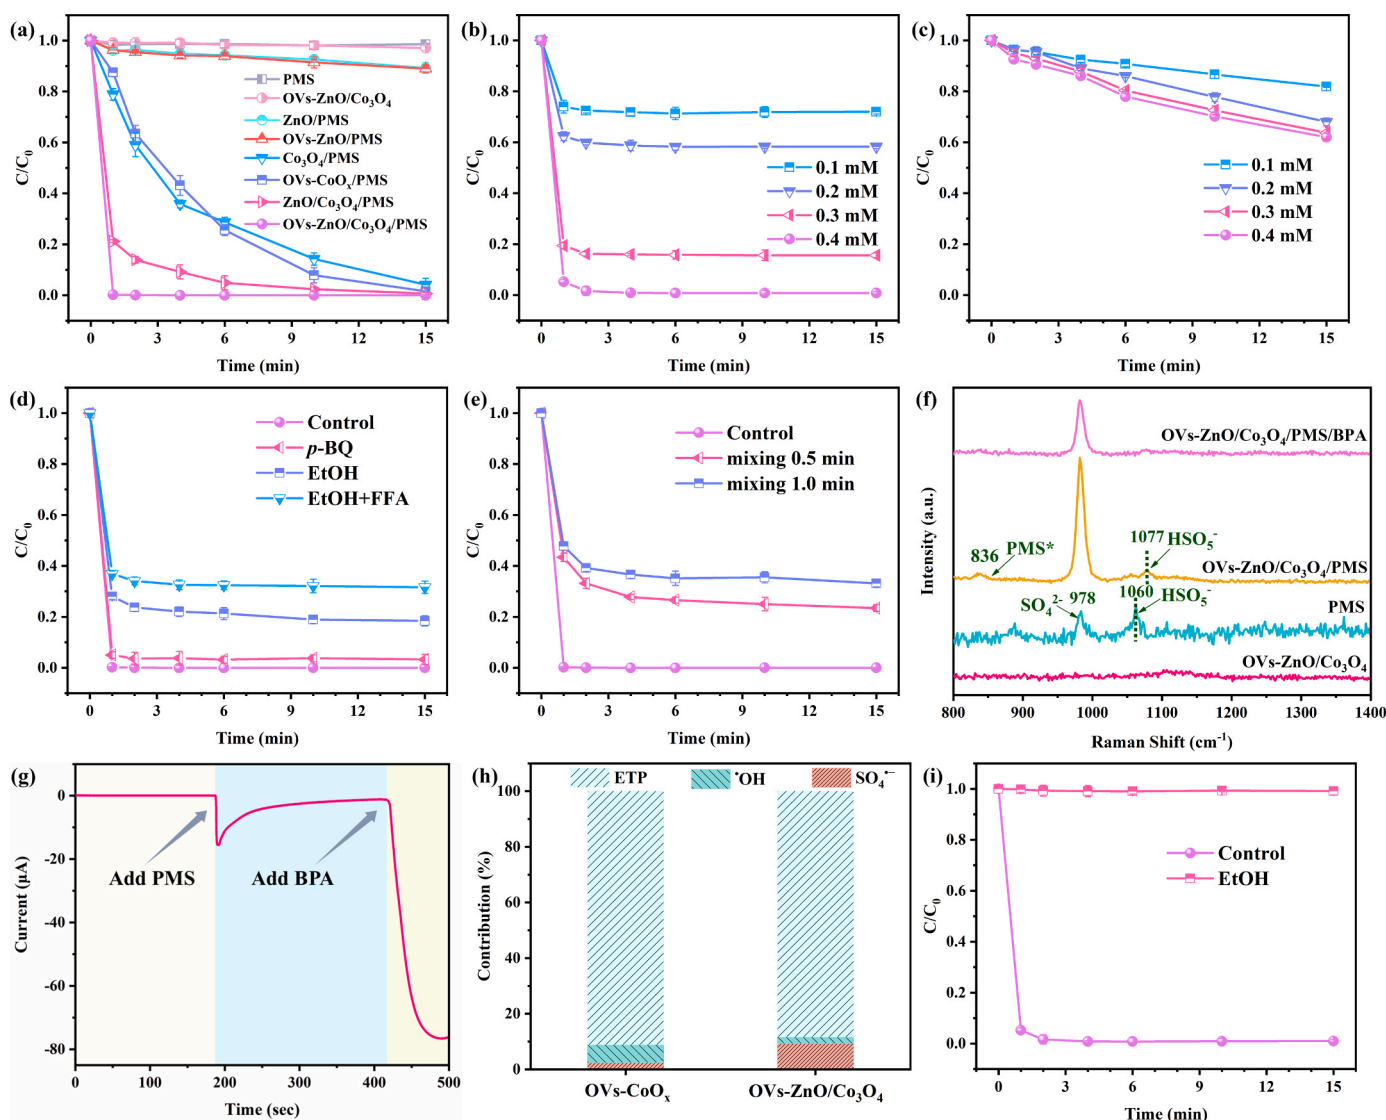 (a)
1.0
0.8
0.6
0.4
0.2
0.0
C/C₀
PMS
OVs-ZnO/Co₃O₄
ZnO/PMS
OVs-ZnO/PMS
Co₃O₄/PMS
OVs-CoOₓ/PMS
ZnO/Co₃O₄/PMS
OVs-ZnO/Co₃O₄/PMS
0 3 6 9 12 15
Time (min)
(b)
1.0
0.8
0.6
0.4
0.2
0.0
C/C₀
0.1 mM
0.2 mM
0.3 mM
0.4 mM
0 3 6 9 12 15
Time (min)
(c)
1.0
0.8
0.6
0.4
0.2
0.0
C/C₀
0.1 mM
0.2 mM
0.3 mM
0.4 mM
0 3 6 9 12 15
Time (min)
(d)
1.0
0.8
0.6
0.4
0.2
0.0
C/C₀
Control
p-BQ
EtOH
EtOH+FFA
0 3 6 9 12 15
Time (min)
(e)
1.0
0.8
0.6
0.4
0.2
0.0
C/C₀
Control
mixing 0.5 min
mixing 1.0 min
0 3 6 9 12 15
Time (min)
(f)
Intensity (a.u.)
OVs-ZnO/Co₃O₄/PMS/BPA
836 PMS*
1077 HSO₅⁻
OVs-ZnO/Co₃O₄/PMS
SO₄²⁻ 978
1060 HSO₅⁻
PMS
OVs-ZnO/Co₃O₄
800 900 1000 1100 1200 1300 1400
Raman Shift (cm⁻¹)
(g)
0
-20
-40
-60
-80
Current (μA)
Add PMS
Add BPA
0 100 200 300 400 500
Time (sec)
(h)
ETP •OH SO₄•⁻
100
80
60
40
20
0
Contribution (%)
OVs-CoOₓ OVs-ZnO/Co₃O₄
(i)
1.0
0.8
0.6
0.4
0.2
0.0
C/C₀
Control
EtOH
0 3 6 9 12 15
Time (min)